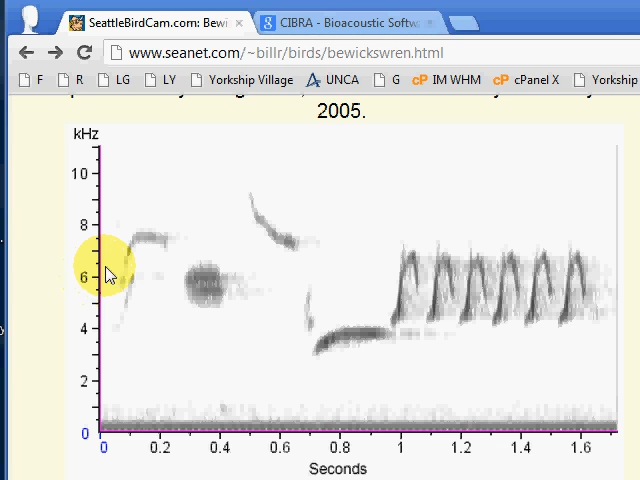 SeattleBirdCam.com: Bewi
CIBRA - Bioacoustic Softw
www.seanet.com/~billr/birds/bewickswren.html
F R LG LY Yorkship Village UNCA G cP IM WHM cP cPanel X Yorkship
2005.
kHz
10
8
6
4
2
0
0 0.2 0.4 0.6 0.8 1 1.2 1.4 1.6
Seconds